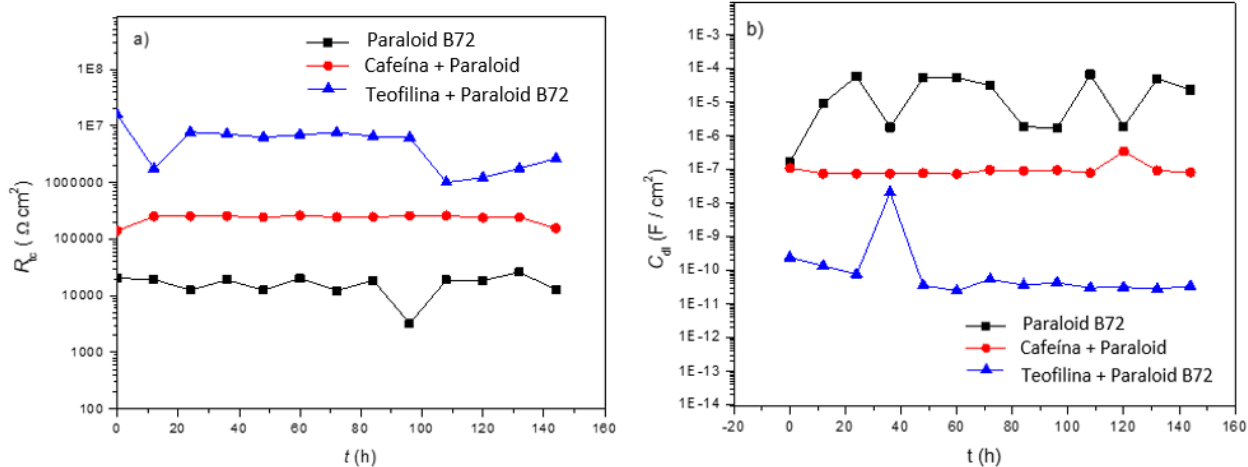 a)
Paraloid B72
Cafeína + Paraloid
Teofilina + Paraloid B72
1E8
1E7
1000000
100000
10000
1000
100
R_tc ( Ω cm²)
0 20 40 60 80 100 120 140 160
t (h)
b)
1E-3
1E-4
1E-5
1E-6
1E-7
1E-8
1E-9
1E-10
1E-11
1E-12
1E-13
1E-14
C_dl (F / cm²)
Paraloid B72
Cafeína + Paraloid
Teofilina + Paraloid B72
-20 0 20 40 60 80 100 120 140 160
t (h)